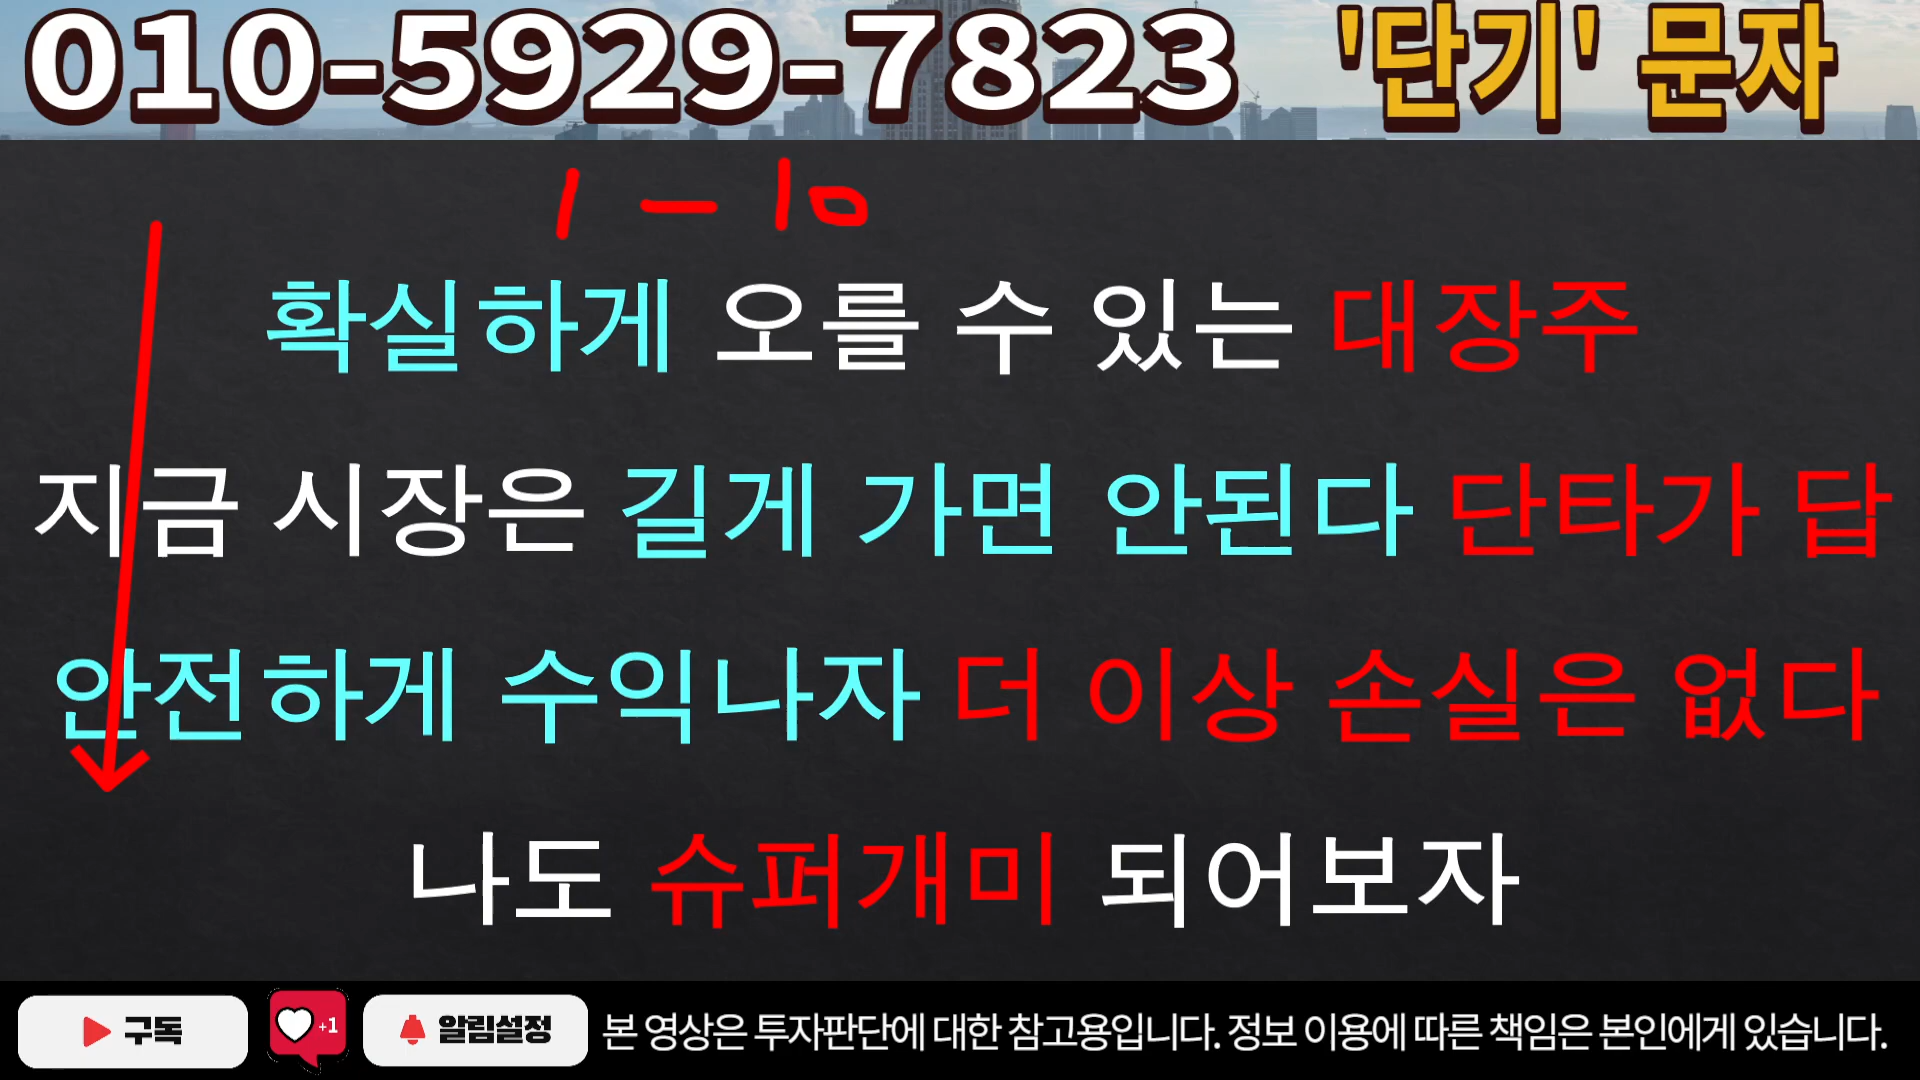 010-5929-7823 '단기' 문자
1 - 10
확실하게 오를 수 있는 대장주
지금 시장은 길게 가면 안된다 단타가 답
안전하게 수익나자 더 이상 손실은 없다
나도 슈퍼개미 되어보자
구독 +1 알림설정 본 영상은 투자판단에 대한 참고용입니다. 정보 이용에 따른 책임은 본인에게 있습니다.